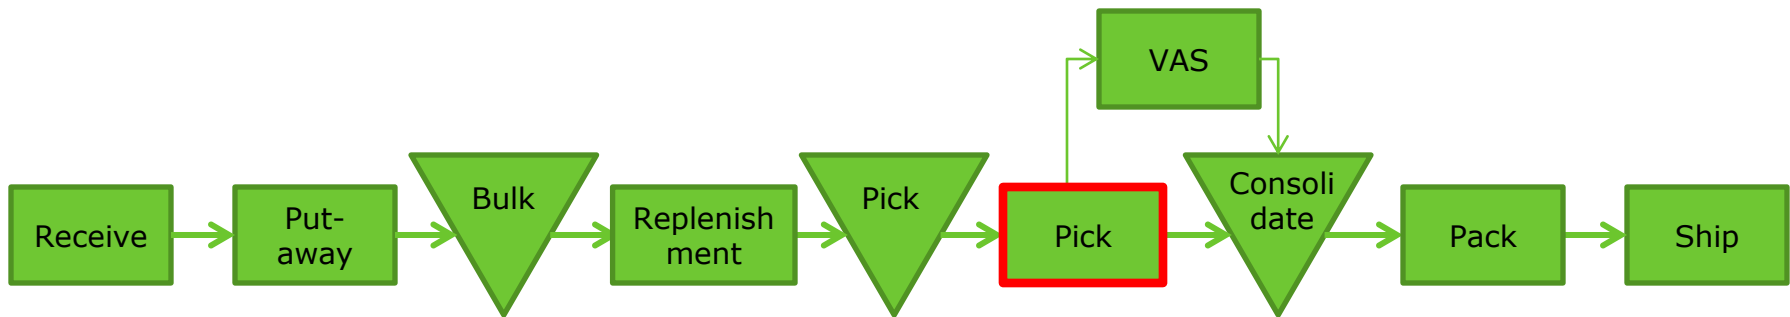 VAS
Receive
Put-
away
Bulk
Replenish
ment
Pick
Pick
Consoli
date
Pack
Ship